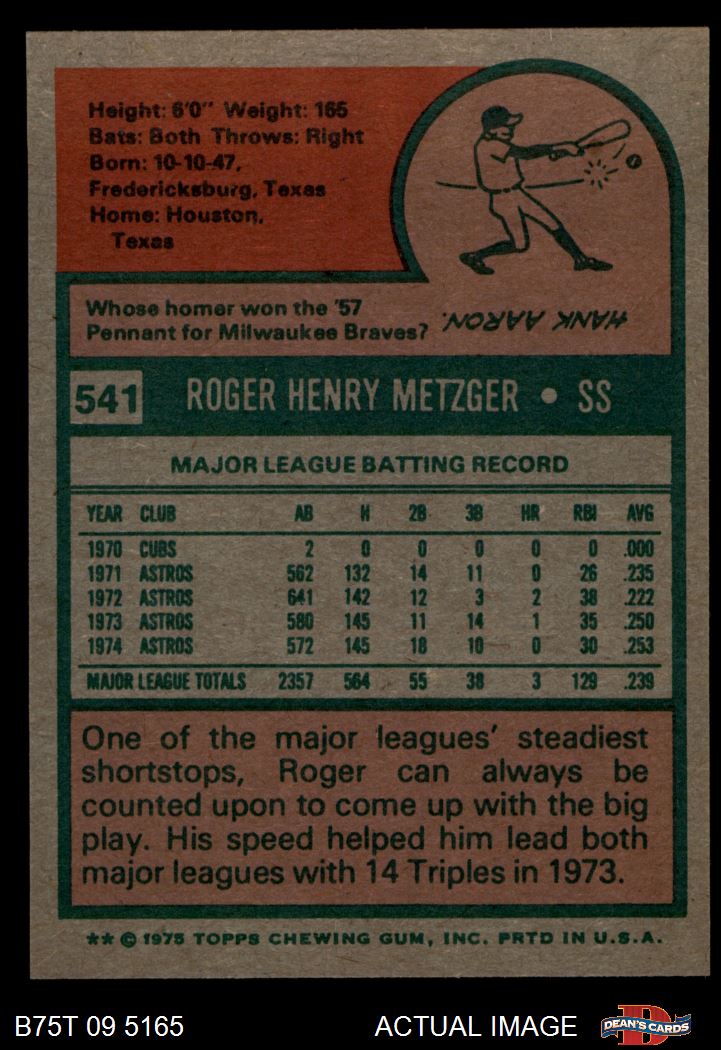 Height: 6'0" Weight: 165
Bats: Both Throws: Right
Born: 10-10-47,
Fredericksburg, Texas
Home: Houston,
Texas
Whose homer won the '57
Pennant for Milwaukee Braves?
HANK AARON.
541 ROGER HENRY METZGER • SS
MAJOR LEAGUE BATTING RECORD
YEAR CLUB AB H 2B 3B HR RBI AVG
1970 CUBS 2 0 0 0 0 0 .000
1971 ASTROS 562 132 14 11 0 26 .235
1972 ASTROS 641 142 12 3 2 38 .222
1973 ASTROS 580 145 11 14 1 35 .250
1974 ASTROS 572 145 18 10 0 30 .253
MAJOR LEAGUE TOTALS 2357 564 55 38 3 129 .239
One of the major leagues' steadiest
shortstops, Roger can always be
counted upon to come up with the big
play. His speed helped him lead both
major leagues with 14 Triples in 1973.
** © 1975 TOPPS CHEWING GUM, INC. PRTD IN U.S.A.
B75T 09 5165 ACTUAL IMAGE D DEAN'S CARDS